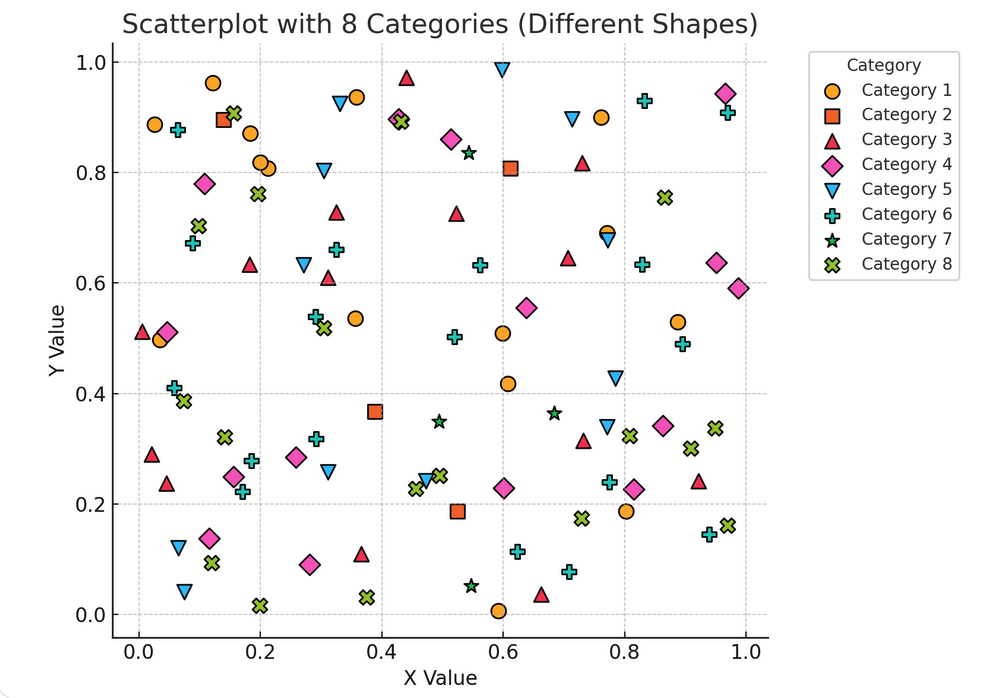 Scatterplot with 8 Categories (Different Shapes)
1.0
0.8
0.6
0.4
0.2
0.0
Y Value
0.0 0.2 0.4 0.6 0.8 1.0
X Value
Category
Category 1
Category 2
Category 3
Category 4
Category 5
Category 6
Category 7
Category 8